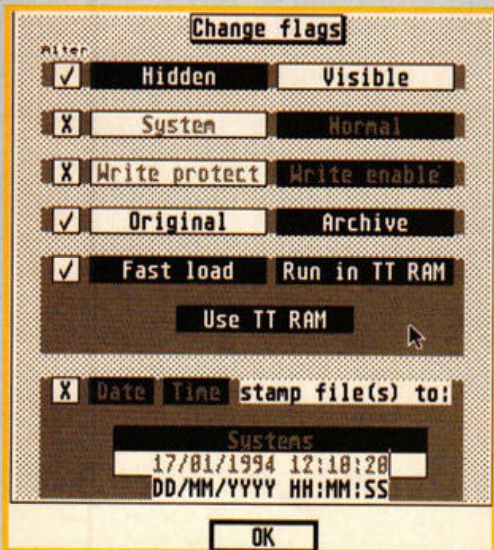 Change flags
Alter
Hidden Visible
X System Normal
X Write protect Write enable
Original Archive
Fast load Run in TT RAM
Use TT RAM
X Date Time stamp file(s) to:
Systems
17/01/1994 12:10:20
DD/MM/YYYY HH:MM:SS
OK